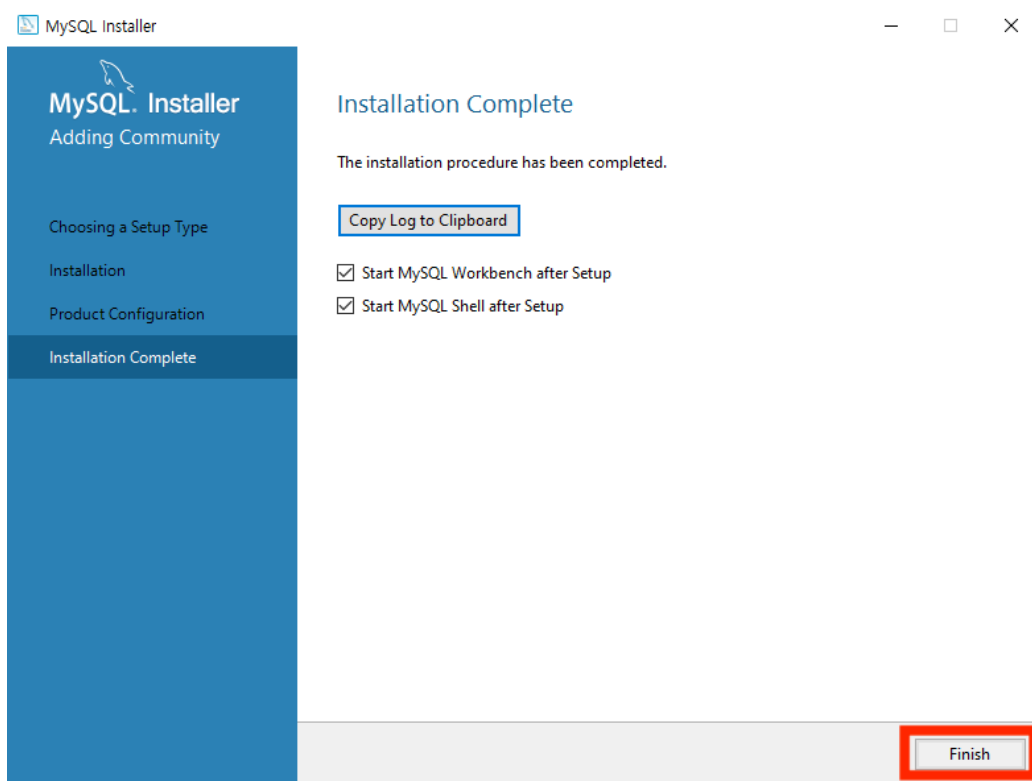 MySQL Installer
MySQL. Installer
Adding Community
Choosing a Setup Type
Installation
Product Configuration
Installation Complete
Installation Complete
The installation procedure has been completed.
Copy Log to Clipboard
Start MySQL Workbench after Setup
Start MySQL Shell after Setup
Finish